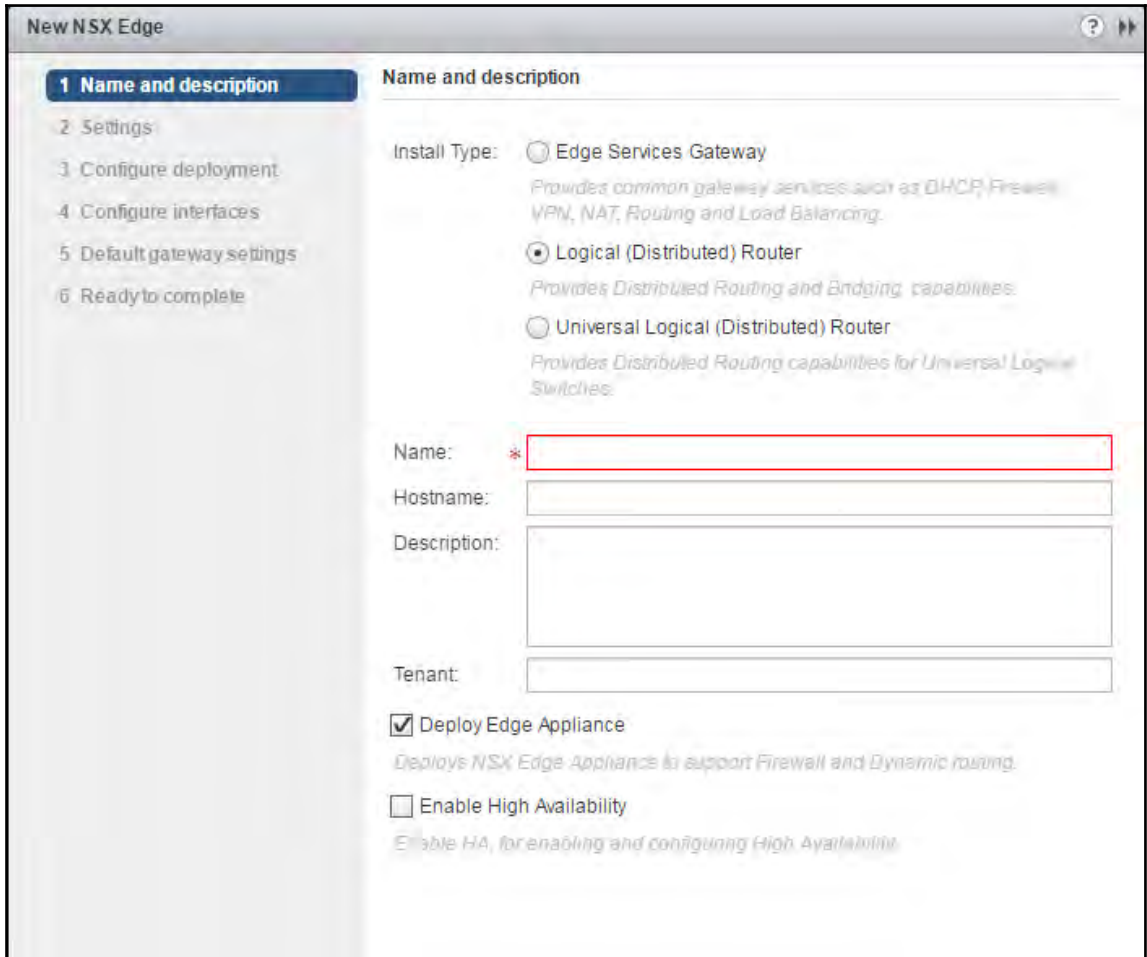 New NSX Edge
?
1 Name and description
2 Settings
3 Configure deployment
4 Configure interfaces
5 Default gateway settings
6 Ready to complete
Name and description
Install Type:
Edge Services Gateway
Provides common gateway services such as DHCP, Firewall,
VPN, NAT, Routing and Load Balancing.
Logical (Distributed) Router
Provides Distributed Routing and Bridging capabilities.
Universal Logical (Distributed) Router
Provides Distributed Routing capabilities for Universal Logical
Switches.
Name: *
Hostname:
Description:
Tenant:
Deploy Edge Appliance
Deploys NSX Edge Appliance to support Firewall and Dynamic routing.
Enable High Availability
Enable HA, for enabling and configuring High Availability.